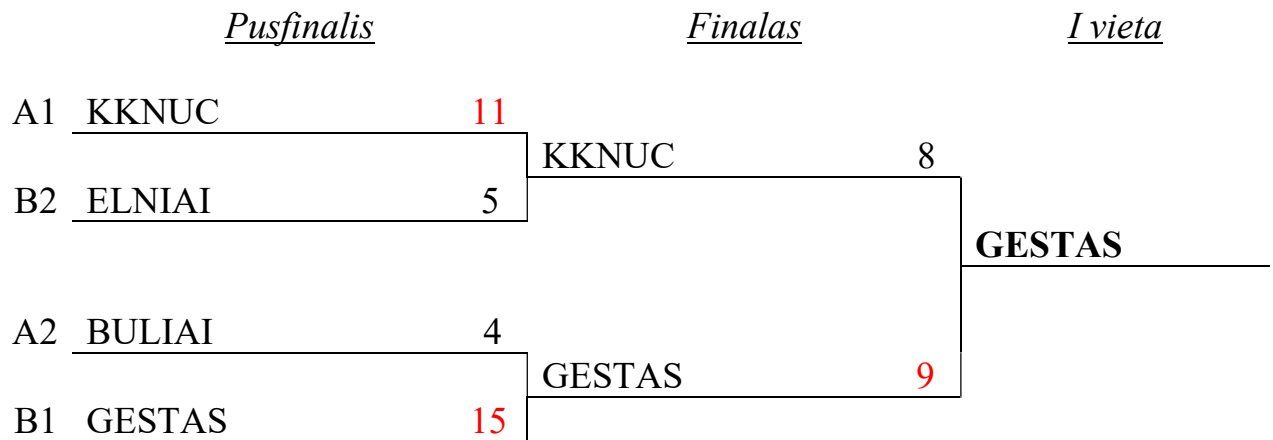 Pusfinalis Finalas I vieta
A1 KKNUC 11
KKNUC 8
B2 ELNIAI 5
GESTAS
A2 BULIAI 4
GESTAS 9
B1 GESTAS 15